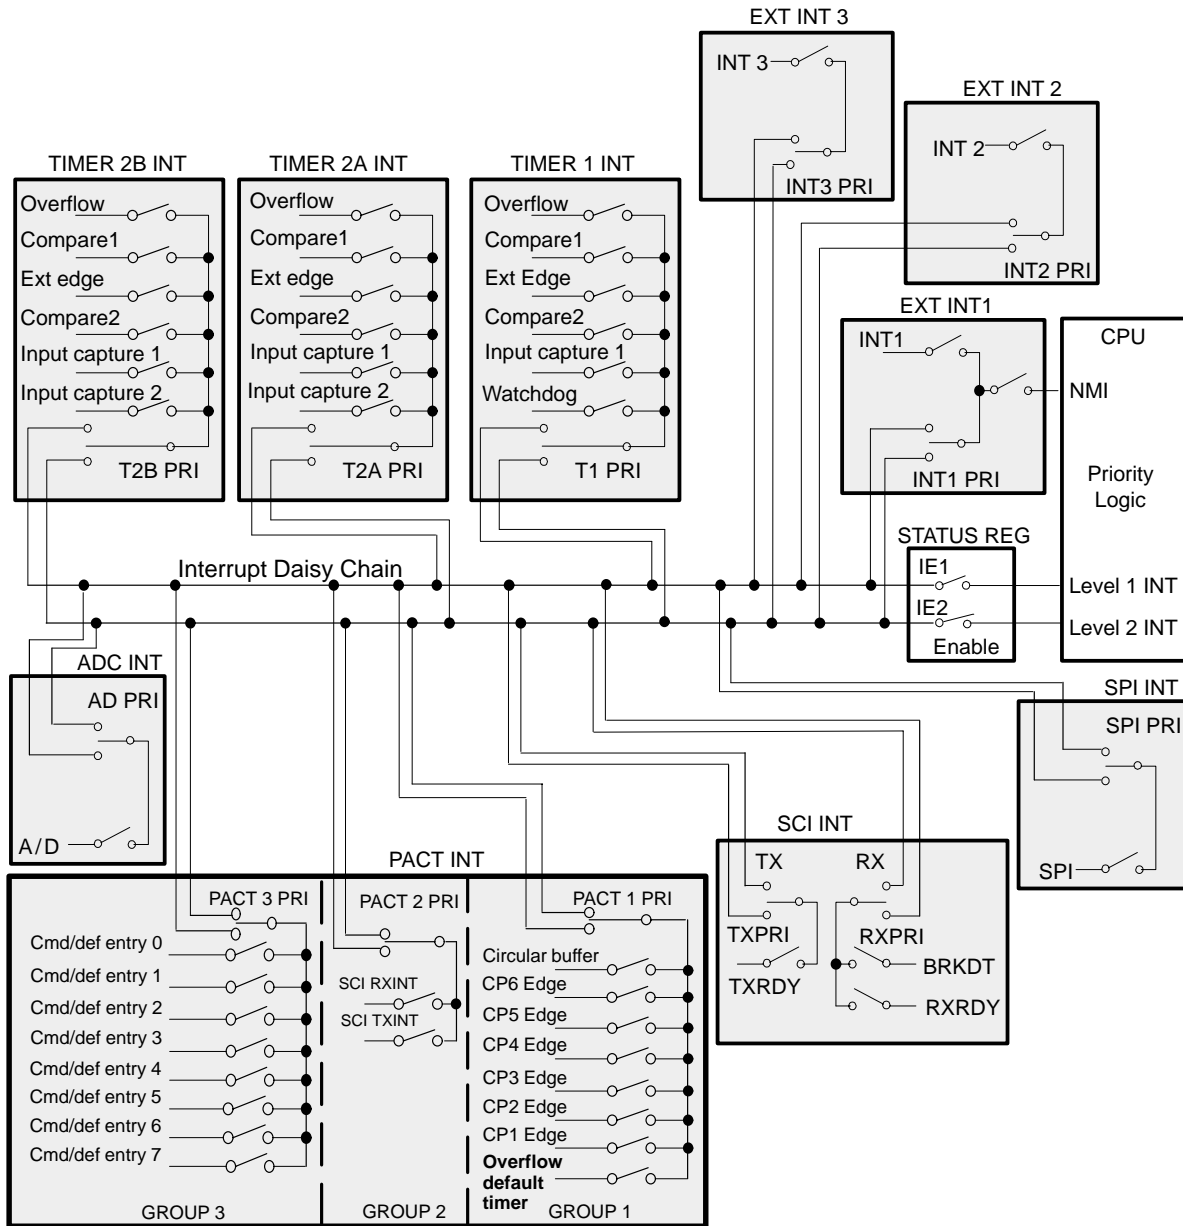 EXT INT 3
INT 3
INT3 PRI
EXT INT 2
INT 2
INT2 PRI
TIMER 2B INT
Overflow
Compare1
Ext edge
Compare2
Input capture 1
Input capture 2
T2B PRI
TIMER 2A INT
Overflow
Compare1
Ext edge
Compare2
Input capture 1
Input capture 2
T2A PRI
TIMER 1 INT
Overflow
Compare1
Ext Edge
Compare2
Input capture 1
Watchdog
T1 PRI
EXT INT1
INT1
INT1 PRI
CPU
NMI
Priority
Logic
Level 1 INT
Level 2 INT
STATUS REG
IE1
IE2
Enable
Interrupt Daisy Chain
ADC INT
AD PRI
A/D
SPI INT
SPI PRI
SPI
SCI INT
TX
RX
TXPRI
RXPRI
TXRDY
BRKDT
RXRDY
PACT INT
PACT 3 PRI
Cmd/def entry 0
Cmd/def entry 1
Cmd/def entry 2
Cmd/def entry 3
Cmd/def entry 4
Cmd/def entry 5
Cmd/def entry 6
Cmd/def entry 7
GROUP 3
PACT 2 PRI
SCI RXINT
SCI TXINT
GROUP 2
PACT 1 PRI
Circular buffer
CP6 Edge
CP5 Edge
CP4 Edge
CP3 Edge
CP2 Edge
CP1 Edge
Overflow
default
timer
GROUP 1